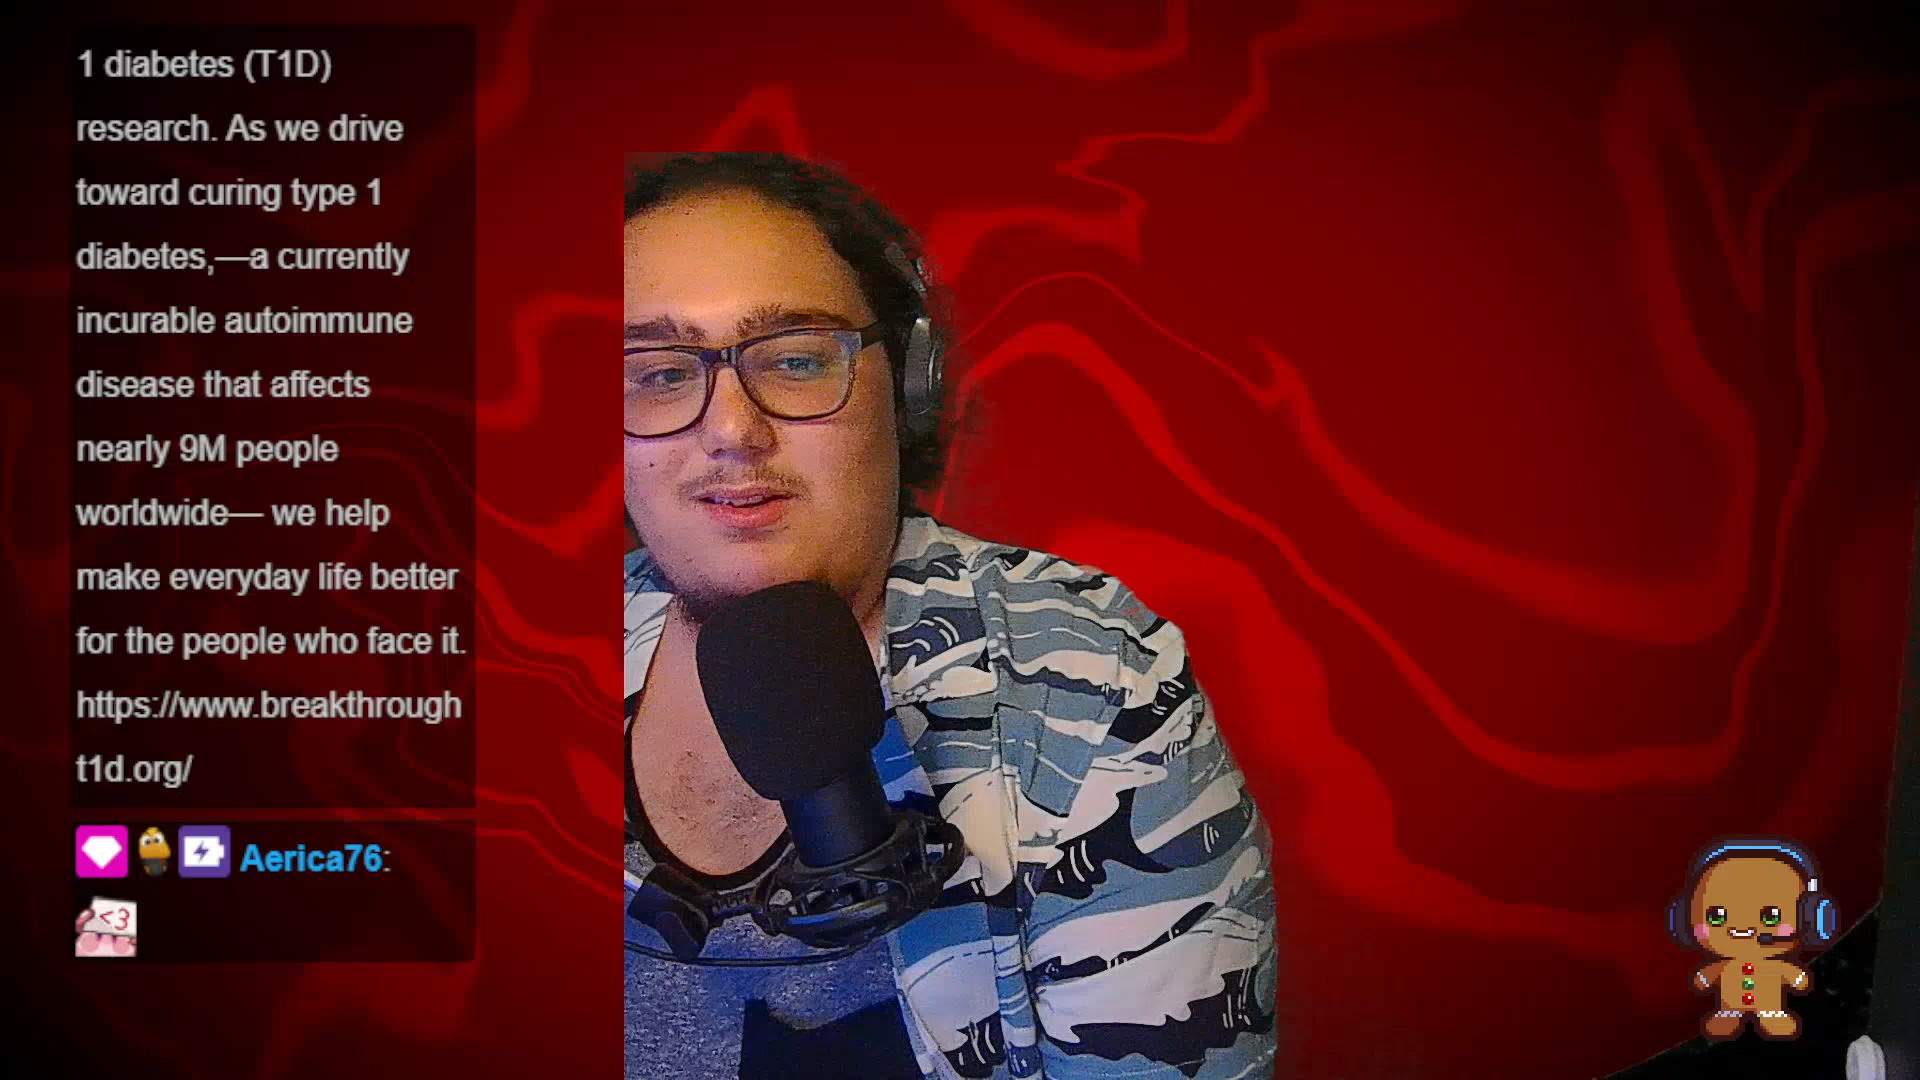 1 diabetes (T1D)
research. As we drive
toward curing type 1
diabetes,—a currently
incurable autoimmune
disease that affects
nearly 9M people
worldwide— we help
make everyday life better
for the people who face it.
https://www.breakthrough
t1d.org/
Aerica76:
<3